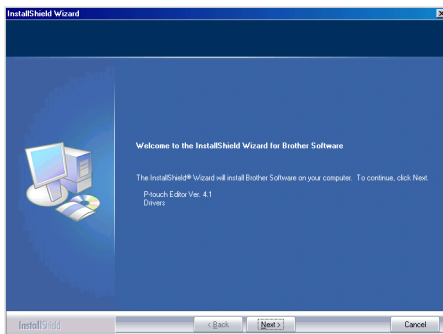 InstallShield Wizard
Welcome to the InstallShield Wizard for Brother Software
The InstallShield® Wizard will install Brother Software on your computer. To continue, click Next.
P-touch Editor Ver. 4.1
Drivers
InstallShield
< Back
Next >
Cancel